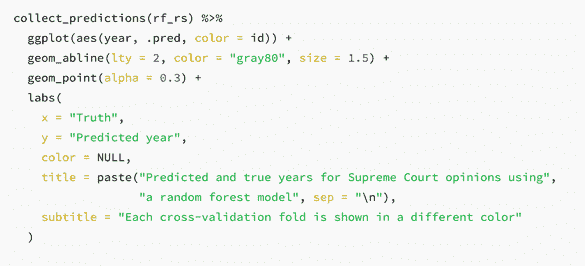 collect_predictions(rf_rs) %>%
  ggplot(aes(year, .pred, color = id)) +
  geom_abline(lty = 2, color = "gray80", size = 1.5) +
  geom_point(alpha = 0.3) +
  labs(
    x = "Truth",
    y = "Predicted year",
    color = NULL,
    title = paste("Predicted and true years for Supreme Court opinions using",
                  "a random forest model", sep = "\n"),
    subtitle = "Each cross-validation fold is shown in a different color"
  )